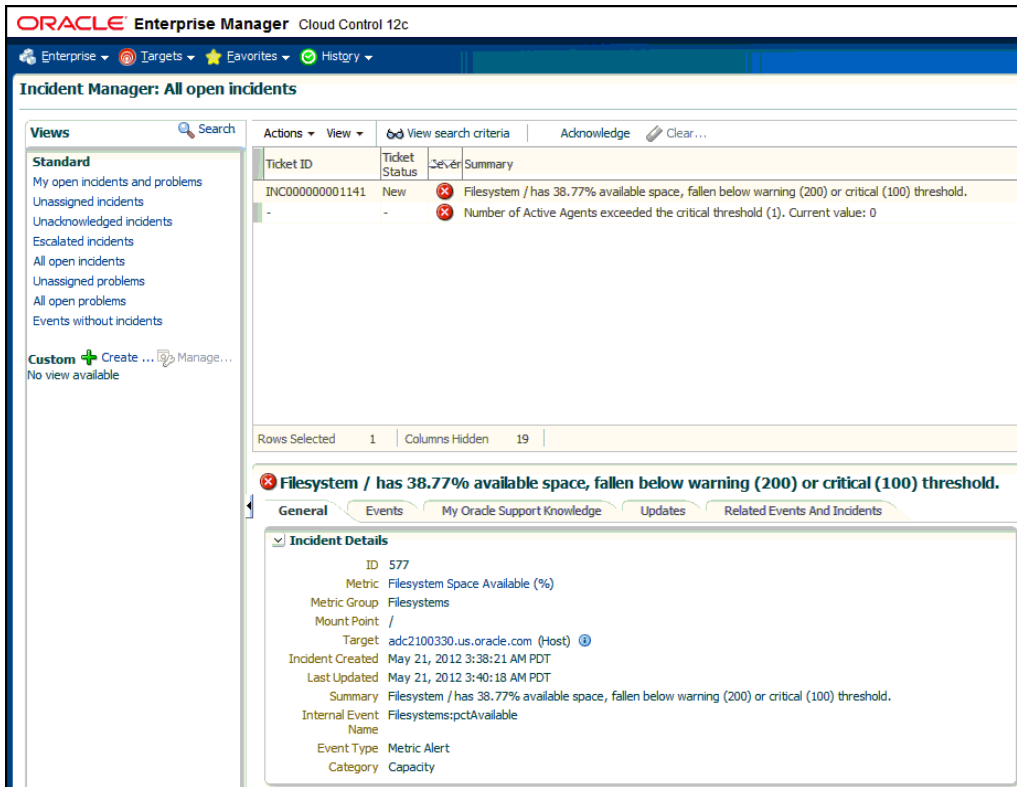 ORACLE Enterprise Manager Cloud Control 12c
Enterprise Targets Favorites History
Incident Manager: All open incidents
Views Search
Standard
My open incidents and problems
Unassigned incidents
Unacknowledged incidents
Escalated incidents
All open incidents
Unassigned problems
All open problems
Events without incidents
Custom Create ... Manage...
No view available
Actions View View search criteria Acknowledge Clear...
Ticket ID Ticket Status Summary
INC000000001141 New Filesystem / has 38.77% available space, fallen below warning (200) or critical (100) threshold.
- - Number of Active Agents exceeded the critical threshold (1). Current value: 0
Rows Selected 1 Columns Hidden 19
Filesystem / has 38.77% available space, fallen below warning (200) or critical (100) threshold.
General Events My Oracle Support Knowledge Updates Related Events And Incidents
Incident Details
ID 577
Metric Filesystem Space Available (%)
Metric Group Filesystems
Mount Point /
Target adc2100330.us.oracle.com (Host)
Incident Created May 21, 2012 3:38:21 AM PDT
Last Updated May 21, 2012 3:40:18 AM PDT
Summary Filesystem / has 38.77% available space, fallen below warning (200) or critical (100) threshold.
Internal Event Name Filesystems:pctAvailable
Event Type Metric Alert
Category Capacity